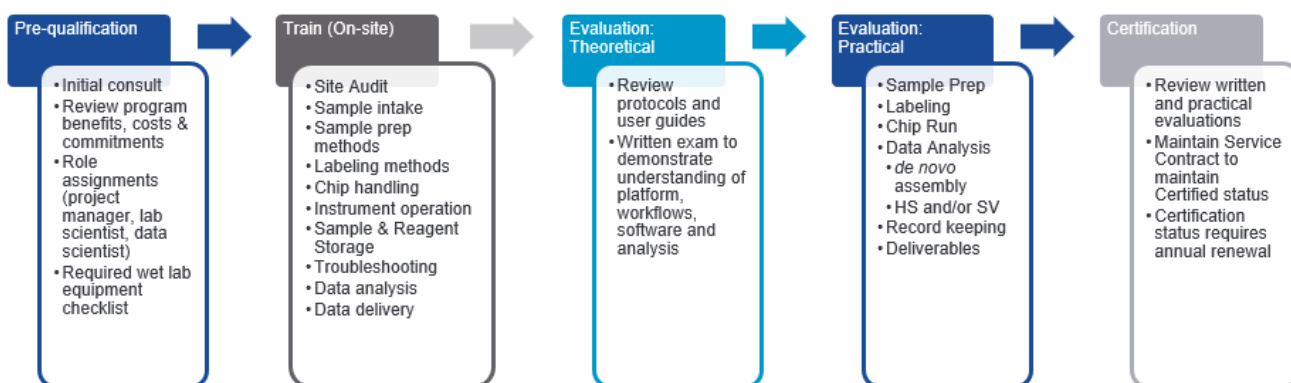 Pre-qualification
• Initial consult
• Review program
benefits, costs &
commitments
• Role
assignments
(project
manager, lab
scientist, data
scientist)
• Required wet lab
equipment
checklist
Train (On-site)
• Site Audit
• Sample intake
• Sample prep
methods
• Labeling methods
• Chip handling
• Instrument operation
• Sample & Reagent
Storage
• Troubleshooting
• Data analysis
• Data delivery
Evaluation:
Theoretical
• Review
protocols and
user guides
• Written exam to
demonstrate
understanding of
platform,
workflows,
software and
analysis
Evaluation:
Practical
• Sample Prep
• Labeling
• Chip Run
• Data Analysis
• de novo
assembly
• HS and/or SV
• Record keeping
• Deliverables
Certification
• Review written
and practical
evaluations
• Maintain Service
Contract to
maintain
Certified status
• Certification
status requires
annual renewal